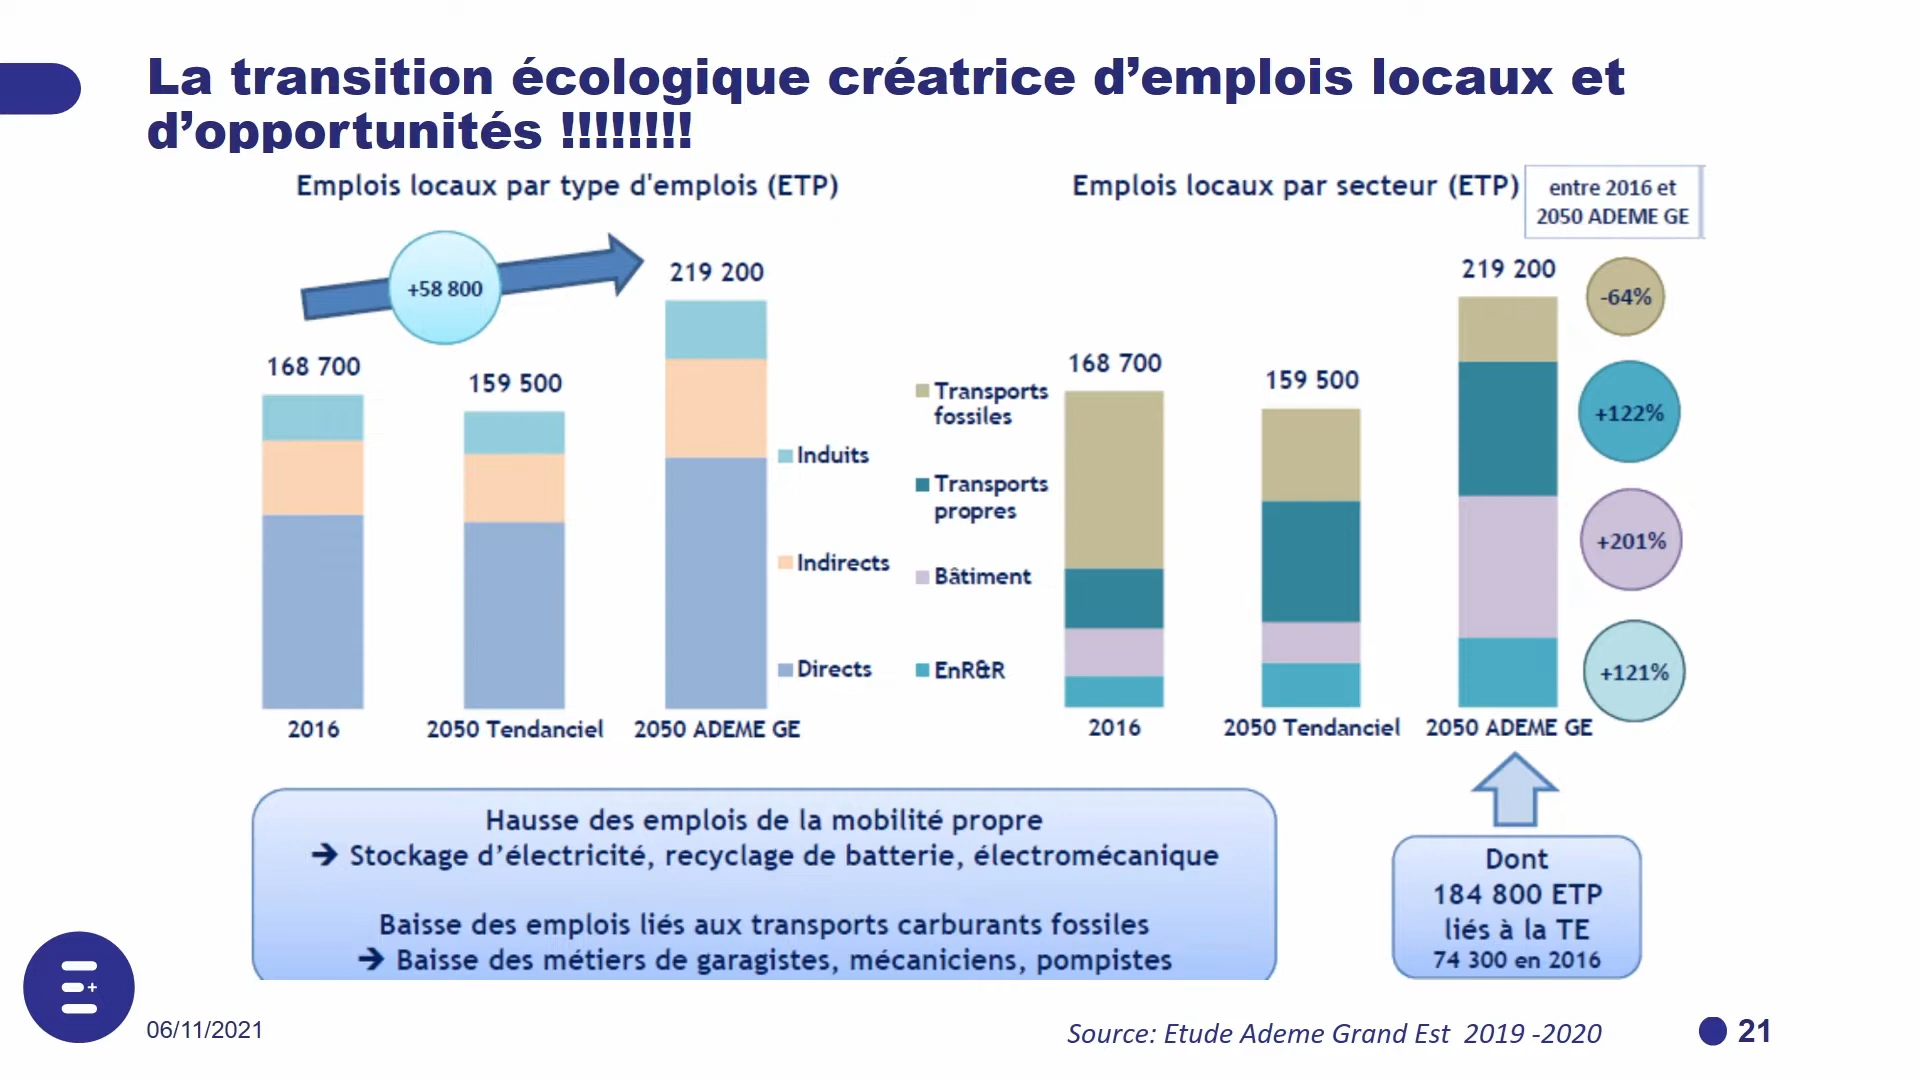 La transition écologique créatrice d’emplois locaux et
d’opportunités !!!!!!!!
Emplois locaux par type d'emplois (ETP)
+58 800
168 700
159 500
219 200
Induits
Indirects
Directs
2016
2050 Tendanciel
2050 ADEME GE
Emplois locaux par secteur (ETP)
entre 2016 et
2050 ADEME GE
Transports
fossiles
Transports
propres
Bâtiment
EnR&R
168 700
159 500
219 200
-64%
+122%
+201%
+121%
2016
2050 Tendanciel
2050 ADEME GE
Hausse des emplois de la mobilité propre
➔ Stockage d’électricité, recyclage de batterie, électromécanique
Baisse des emplois liés aux transports carburants fossiles
➔ Baisse des métiers de garagistes, mécaniciens, pompistes
Dont
184 800 ETP
liés à la TE
74 300 en 2016
06/11/2021
Source: Etude Ademe Grand Est 2019 -2020
21